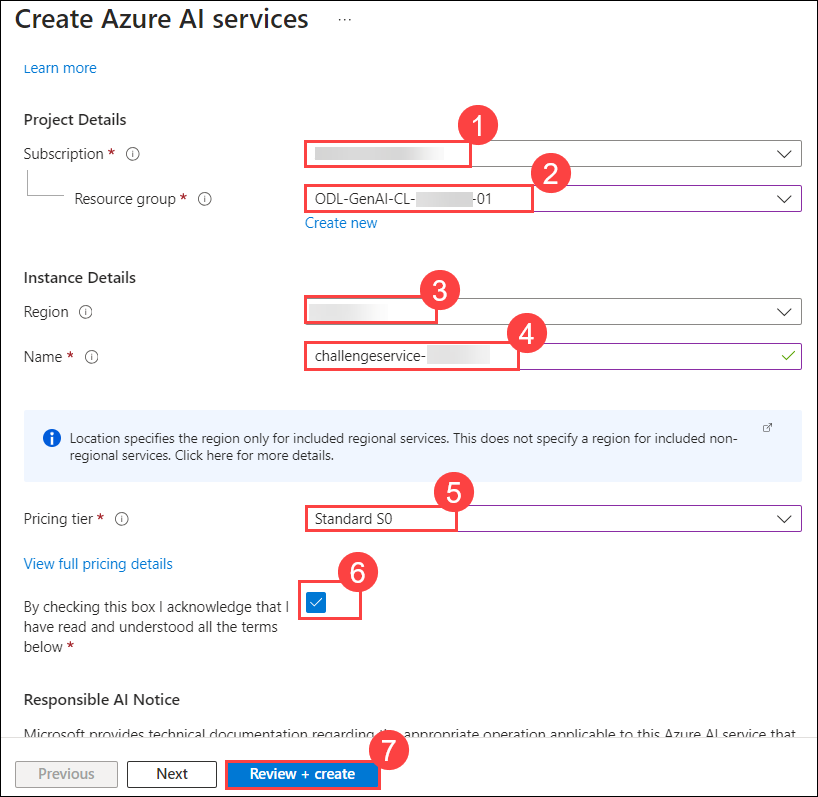 Create Azure AI services ...
Learn more
Project Details
Subscription *
1
Resource group *
ODL-GenAI-CL- -01
2
Create new
Instance Details
Region
3
Name *
challengeservice-
4
Location specifies the region only for included regional services. This does not specify a region for included non-
regional services. Click here for more details.
Pricing tier *
Standard S0
5
View full pricing details
6
By checking this box I acknowledge that I
have read and understood all the terms
below *
Responsible AI Notice
Microsoft provides technical documentation regarding the appropriate operation applicable to this Azure AI service that
7
Previous
Next
Review + create